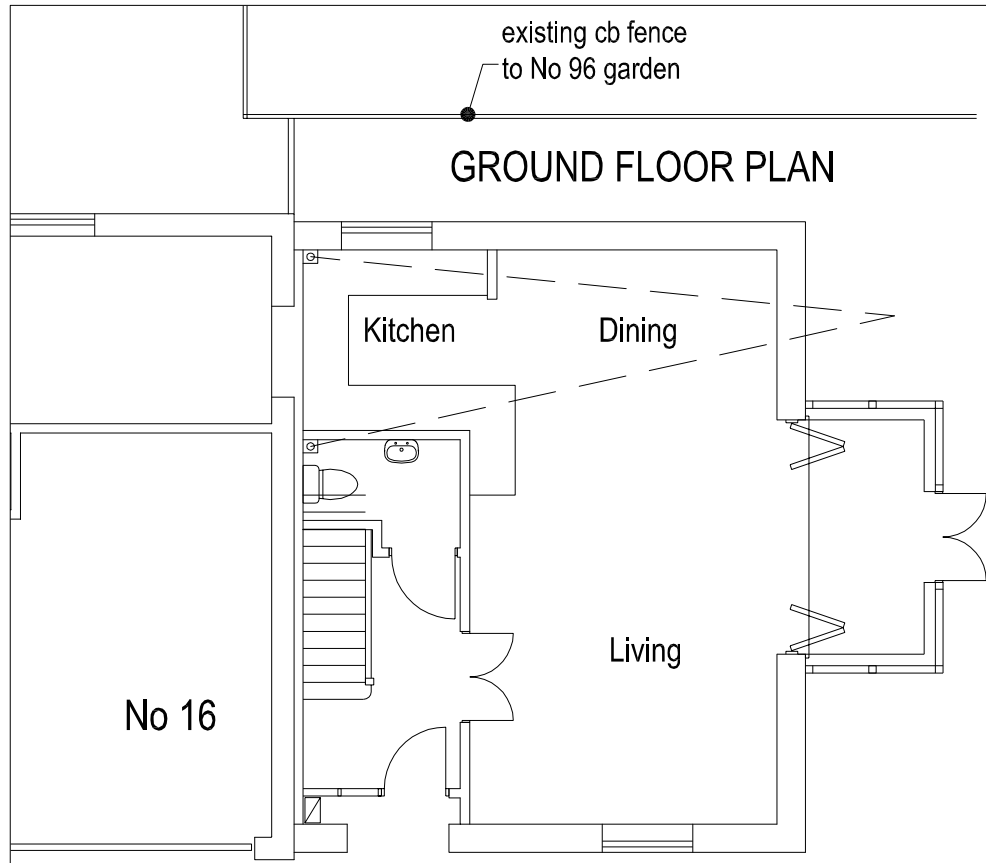 existing cb fence
to No 96 garden
GROUND FLOOR PLAN
Kitchen
Dining
Living
No 16